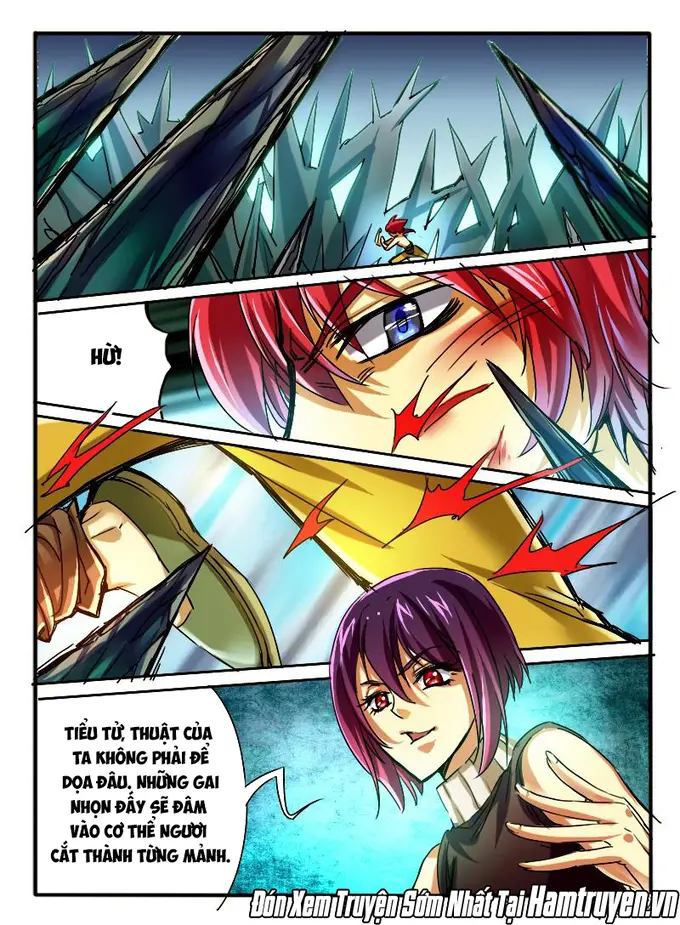 HỪ!
TIỂU TỬ, THUẬT CỦA
TA KHÔNG PHẢI ĐỂ
DỌA ĐÂU. NHỮNG GAI
NHỌN ĐẤY SẼ ĐÂM
VÀO CƠ THỂ NGƯƠI
CẮT THÀNH TỪNG MẢNH.
Đón Xem Truyện Sớm Nhất Tại Hamtruyen.vn